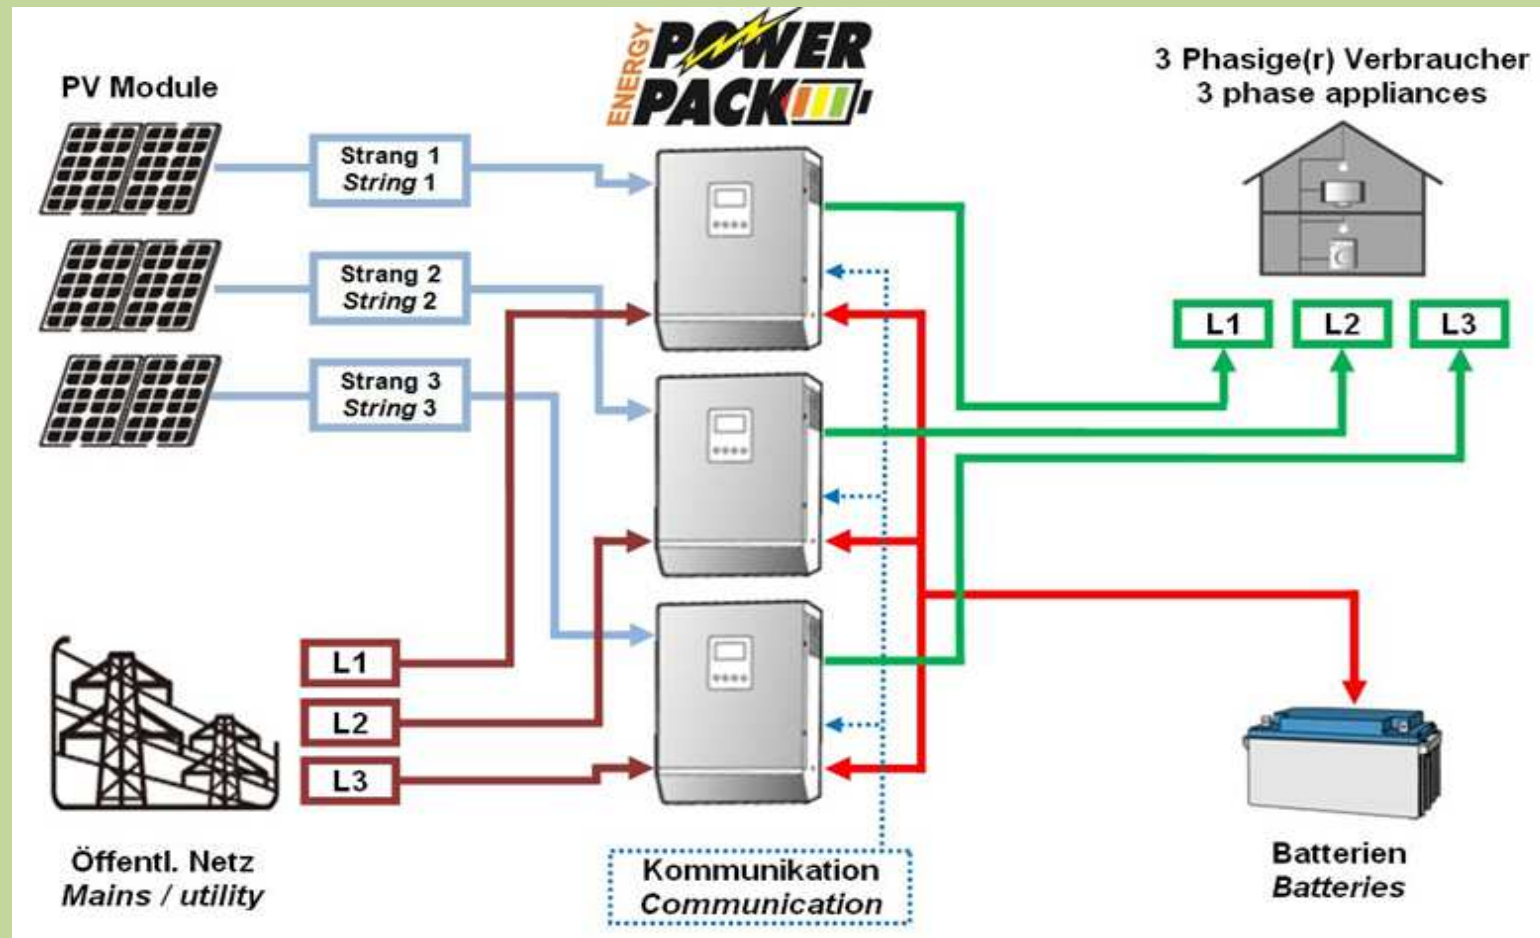 ENERGY
POWER
PACK
PV Module
3 Phasige(r) Verbraucher
3 phase appliances
Strang 1
String 1
Strang 2
String 2
Strang 3
String 3
L1
L2
L3
L1
L2
L3
Öffentl. Netz
Mains / utility
Kommunikation
Communication
Batterien
Batteries